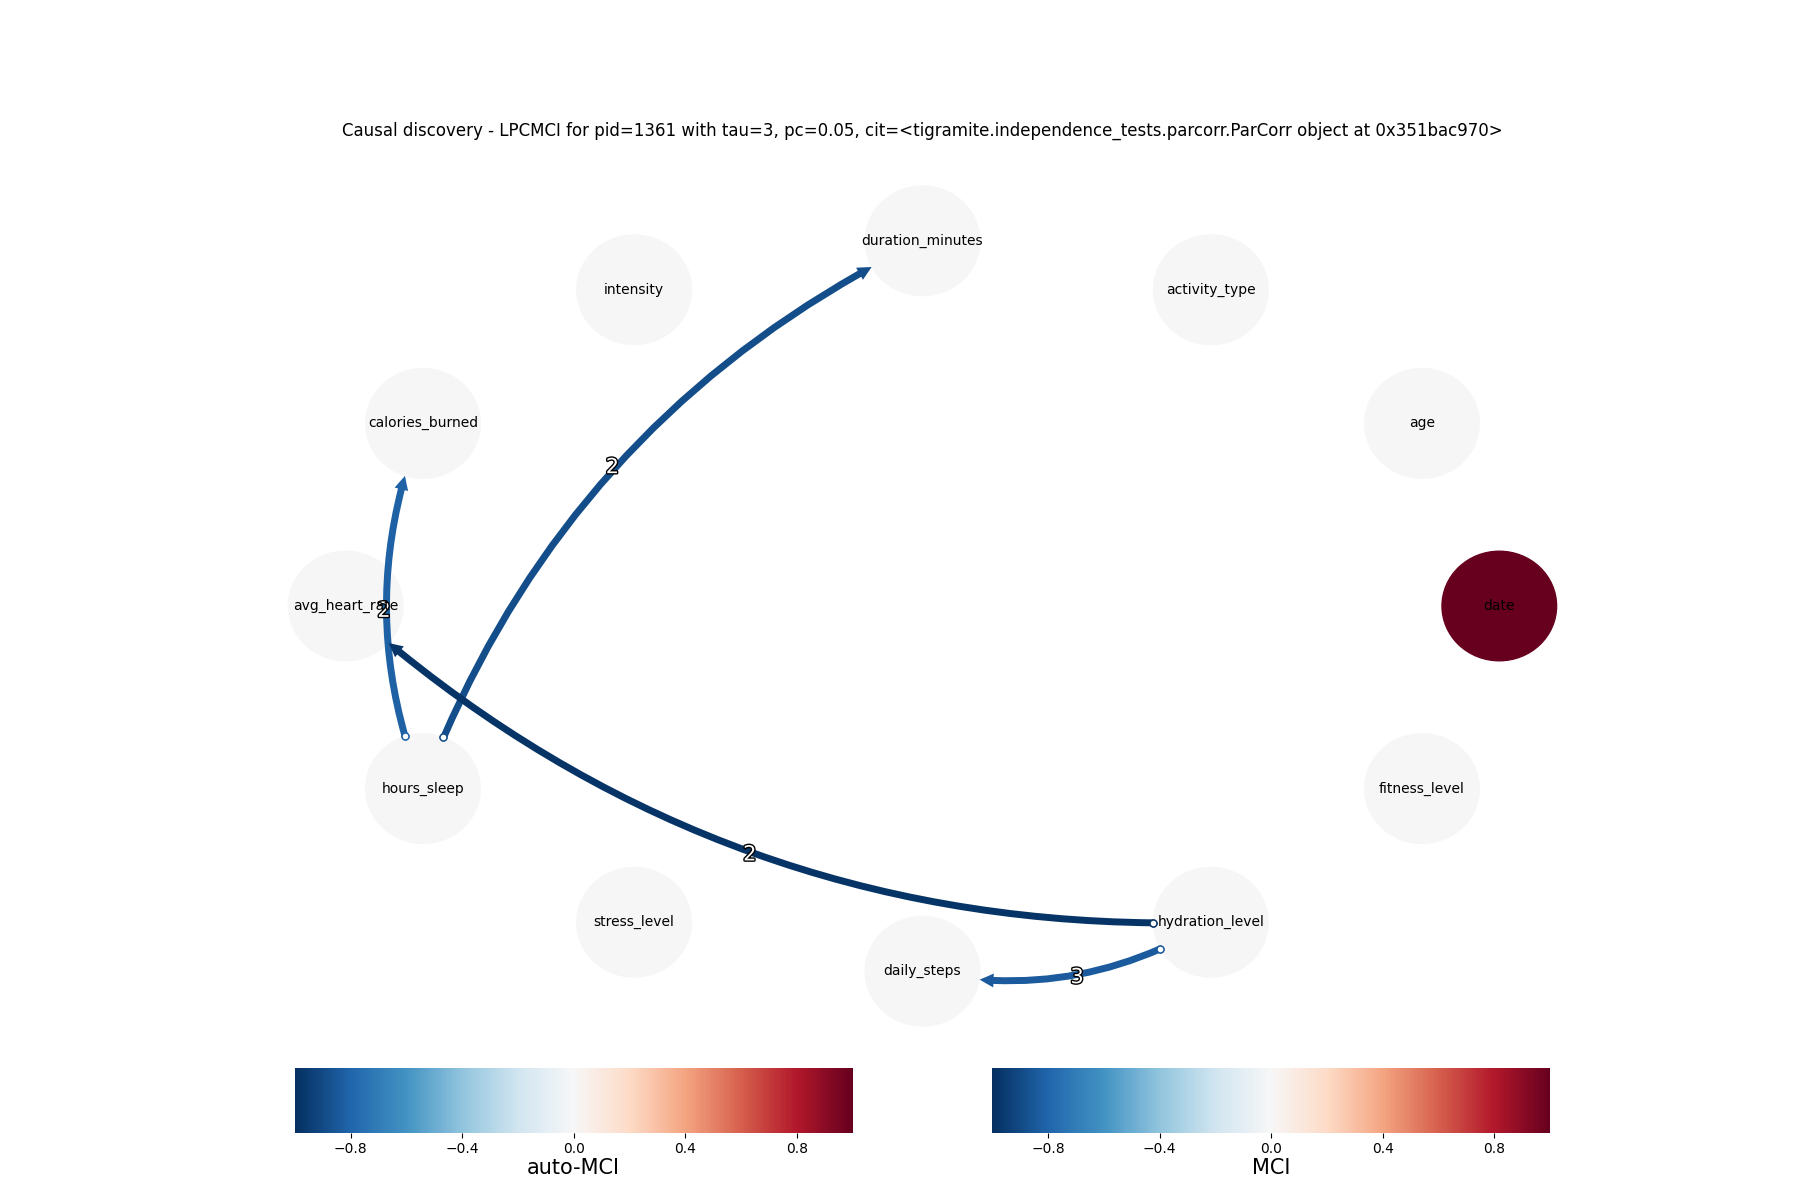 Causal discovery - LPCMCI for pid=1361 with tau=3, pc=0.05, cit=<tigramite.independence_tests.parcorr.ParCorr object at 0x351bac970>
duration_minutes
intensity
activity_type
calories_burned
age
2
avg_heart_rate
2
date
hours_sleep
fitness_level
2
stress_level
hydration_level
daily_steps
3
−0.8 −0.4 0.0 0.4 0.8
auto-MCI
−0.8 −0.4 0.0 0.4 0.8
MCI